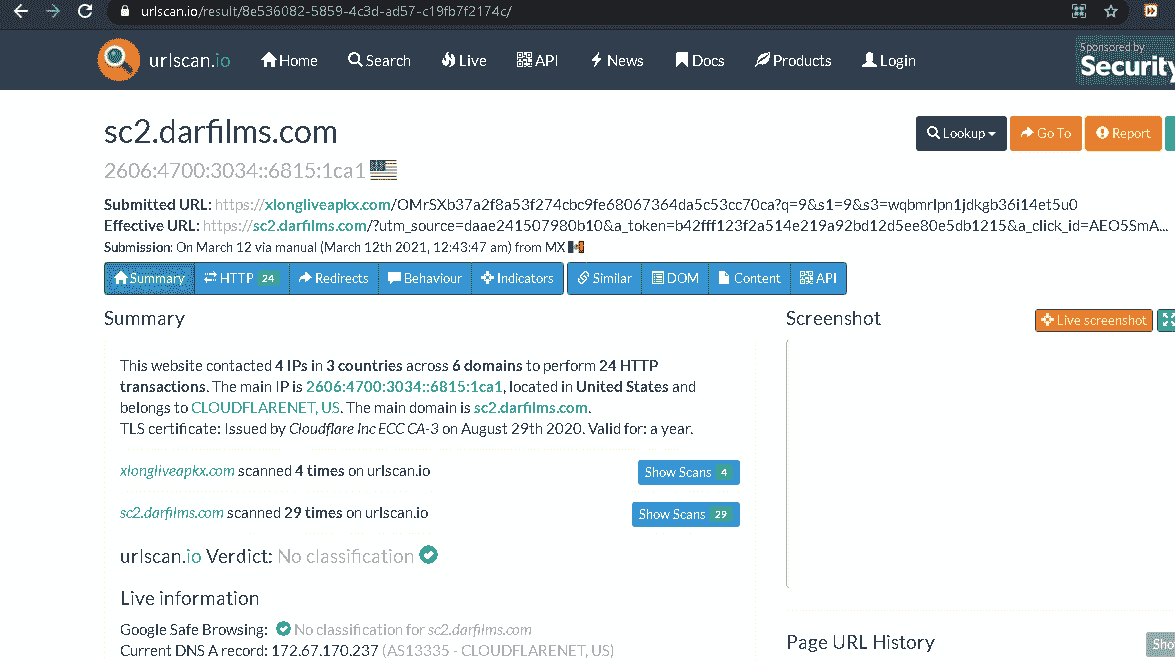 urlscan.io/result/8e536082-5859-4c3d-ad57-c19fb7f2174c/
urlscan.io Home Search Live API News Docs Products Login
Sponsored by
Security
sc2.darfilms.com
Lookup Go To Report
2606:4700:3034::6815:1ca1
Submitted URL: https://xlongliveapkx.com/OMrSXb37a2f8a53f274cbc9fe68067364da5c53cc70ca?q=9&s1=9&s3=wqbmrlpn1jdkgb36i14et5u0
Effective URL: https://sc2.darfilms.com/?utm_source=daae241507980b10&a_token=b42fff123f2a514e219a92bd12d5ee80e5db1215&a_click_id=AEO5SmA...
Submission: On March 12 via manual (March 12th 2021, 12:43:47 am) from MX
Summary HTTP 24 Redirects Behaviour Indicators Similar DOM Content API
Summary
Screenshot
Live screenshot
This website contacted 4 IPs in 3 countries across 6 domains to perform 24 HTTP
transactions. The main IP is 2606:4700:3034::6815:1ca1, located in United States and
belongs to CLOUDFLARENET, US. The main domain is sc2.darfilms.com.
TLS certificate: Issued by Cloudflare Inc ECC CA-3 on August 29th 2020. Valid for: a year.
xlongliveapkx.com scanned 4 times on urlscan.io
Show Scans 4
sc2.darfilms.com scanned 29 times on urlscan.io
Show Scans 29
urlscan.io Verdict: No classification
Live information
Google Safe Browsing: No classification for sc2.darfilms.com
Current DNS A record: 172.67.170.237 (AS13335 - CLOUDFLARENET, US)
Page URL History
Sho